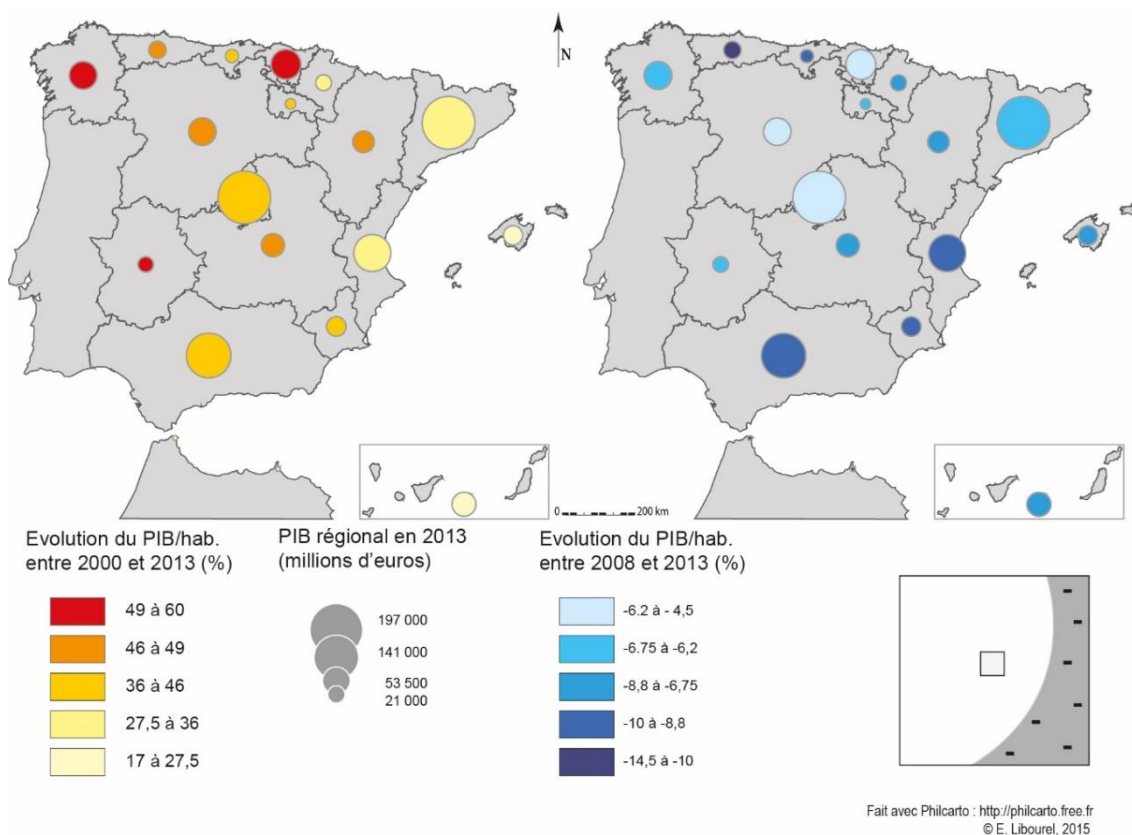 N
0
200 km
Evolution du PIB/hab.
entre 2000 et 2013 (%)
49 à 60
46 à 49
36 à 46
27,5 à 36
17 à 27,5
PIB régional en 2013
(millions d'euros)
197 000
141 000
53 500
21 000
Evolution du PIB/hab.
entre 2008 et 2013 (%)
-6.2 à - 4,5
-6.75 à -6,2
-8,8 à -6,75
-10 à -8,8
-14,5 à -10
Fait avec Philcarto : http://philcarto.free.fr
© E. Libourel, 2015